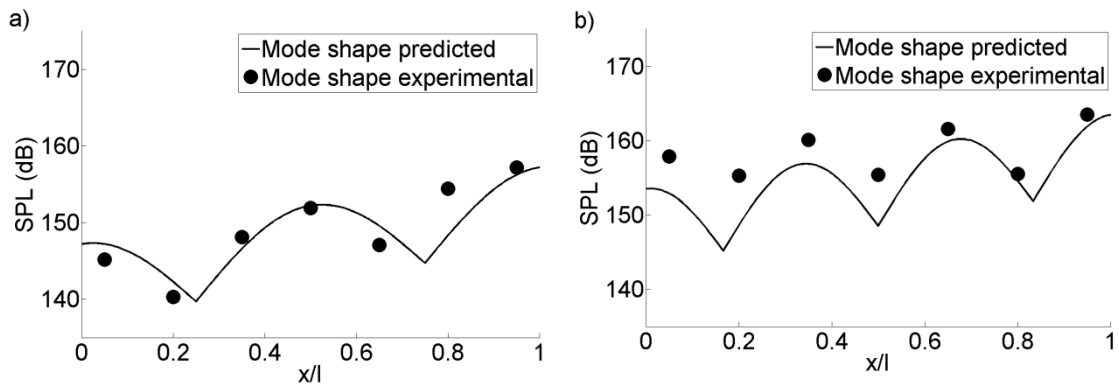 a)
Mode shape predicted
Mode shape experimental
170
160
150
140
SPL (dB)
0 0.2 0.4 0.6 0.8 1
x/l
b)
Mode shape predicted
Mode shape experimental
170
160
150
140
SPL (dB)
0 0.2 0.4 0.6 0.8 1
x/l